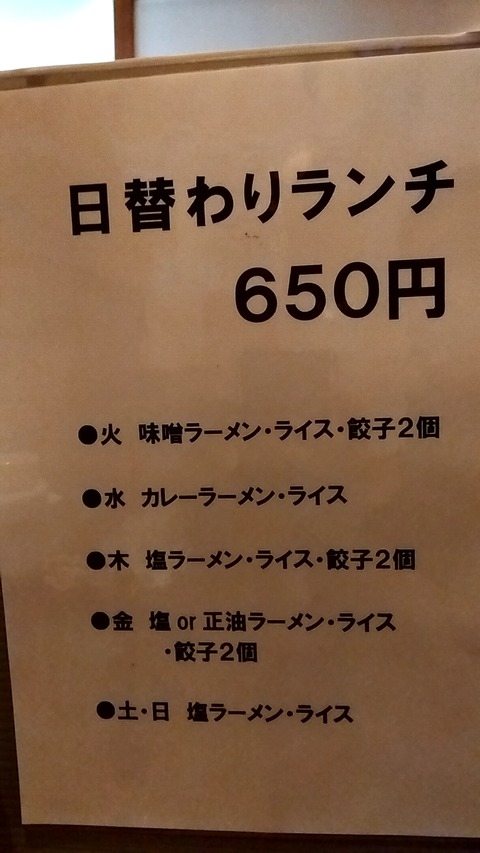 日替わりランチ
650円
●火 味噌ラーメン・ライス・餃子2個
●水 カレーラーメン・ライス
●木 塩ラーメン・ライス・餃子2個
●金 塩 or 正油ラーメン・ライス
・餃子2個
●土・日 塩ラーメン・ライス